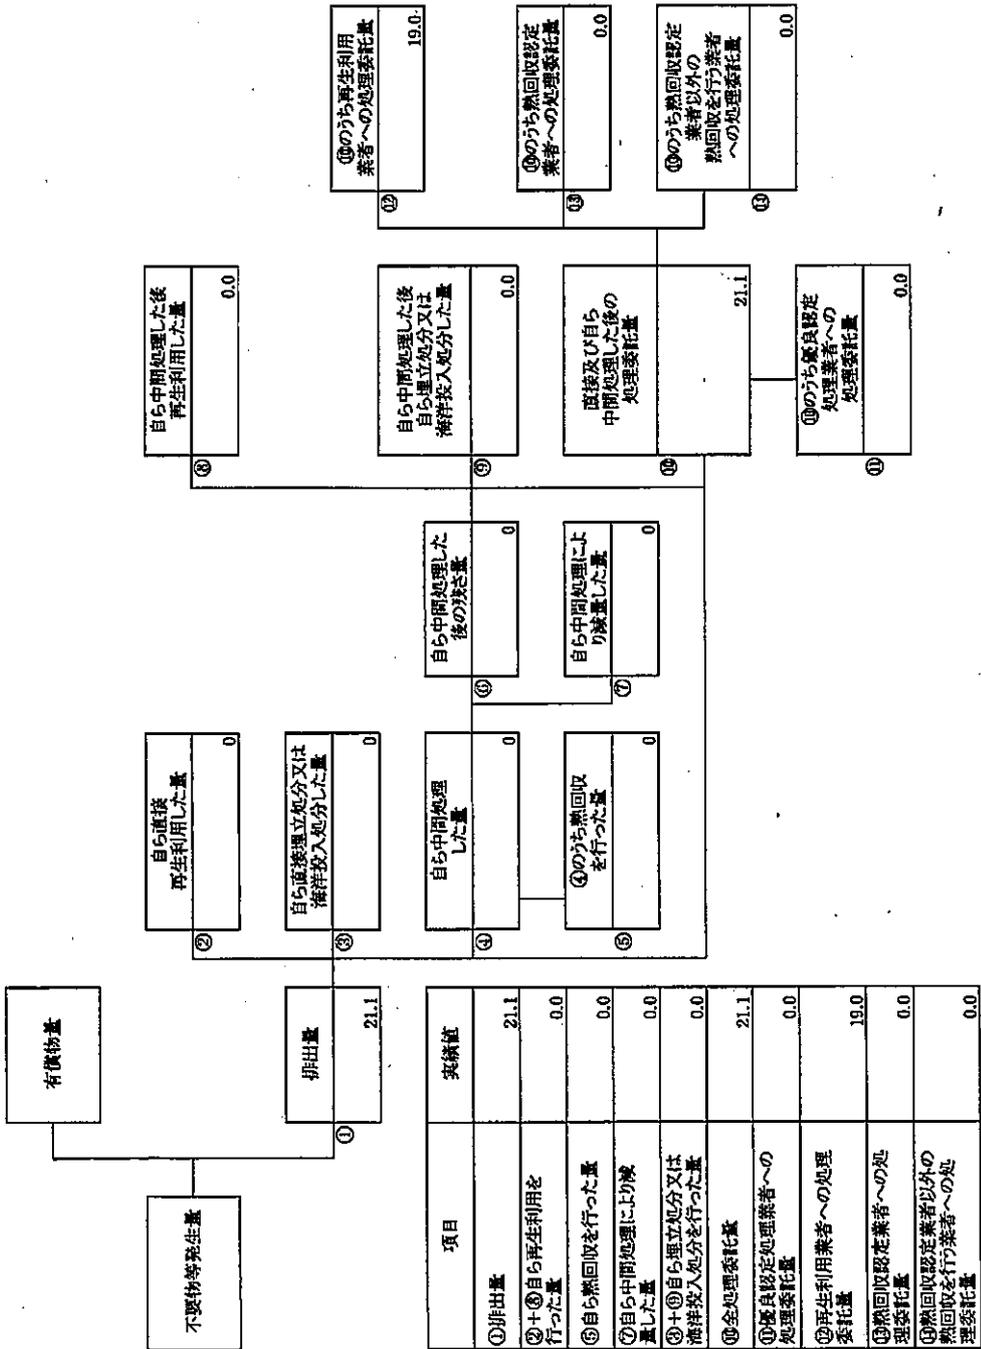 不要物等発生量
有償物量
①
排出量
21.1
②
自ら直接
再生利用した量
0
③
自ら直接埋立処分又は
海洋投入処分した量
0
④
自ら中間処理
した量
0
⑤
④のうち熱回収
を行った量
0
⑥
自ら中間処理した
後の残さ量
0
⑦
自ら中間処理によ
り減量した量
0
⑧
自ら中間処理した後
再生利用した量
0.0
⑨
自ら中間処理した後
自ら埋立処分又は
海洋投入処分した量
0.0
⑩
直接及び自ら
中間処理した後の
処理委託量
21.1
⑪
⑩のうち優良認定
処理業者への
処理委託量
0.0
⑫
⑩のうち再生利用
業者への処理委託量
19.0
⑬
⑩のうち熱回収認定
業者への処理委託量
0.0
⑭
⑩のうち熱回収認定
業者以外の
熱回収を行う業者
への処理委託量
0.0
項目 実績値
①排出量 21.1
②+⑧自ら再生利用を
行った量 0.0
⑤自ら熱回収を行った量 0.0
⑦自ら中間処理により減
量した量 0.0
③+⑨自ら埋立処分又は
海洋投入処分を行った量 0.0
⑩全処理委託量 21.1
⑪優良認定処理業者への
処理委託量 0.0
⑫再生利用業者への処理
委託量 19.0
⑬熱回収認定業者への処
理委託量 0.0
⑭熱回収認定業者以外の
熱回収を行う業者への処
理委託量 0.0